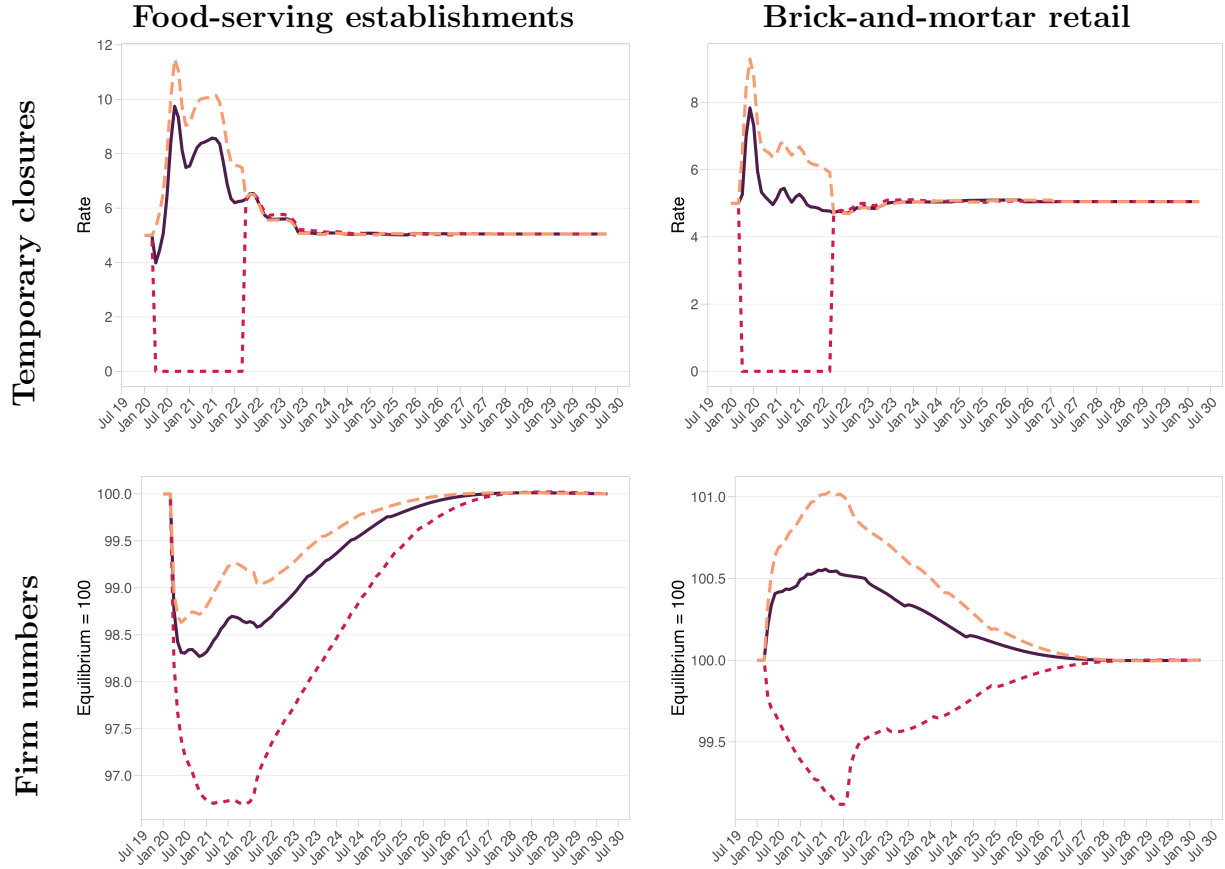 Food-serving establishments
Brick-and-mortar retail
Temporary closures
Rate
12
10
8
6
4
2
0
Jul 19 Jan 20 Jul 20 Jan 21 Jul 21 Jan 22 Jul 22 Jan 23 Jul 23 Jan 24 Jul 24 Jan 25 Jul 25 Jan 26 Jul 26 Jan 27 Jul 27 Jan 28 Jul 28 Jan 29 Jul 29 Jan 30 Jul 30
Rate
8
6
4
2
0
Jul 19 Jan 20 Jul 20 Jan 21 Jul 21 Jan 22 Jul 22 Jan 23 Jul 23 Jan 24 Jul 24 Jan 25 Jul 25 Jan 26 Jul 26 Jan 27 Jul 27 Jan 28 Jul 28 Jan 29 Jul 29 Jan 30 Jul 30
Firm numbers
Equilibrium = 100
100.0
99.5
99.0
98.5
98.0
97.5
97.0
Jul 19 Jan 20 Jul 20 Jan 21 Jul 21 Jan 22 Jul 22 Jan 23 Jul 23 Jan 24 Jul 24 Jan 25 Jul 25 Jan 26 Jul 26 Jan 27 Jul 27 Jan 28 Jul 28 Jan 29 Jul 29 Jan 30 Jul 30
Equilibrium = 100
101.0
100.5
100.0
99.5
Jul 19 Jan 20 Jul 20 Jan 21 Jul 21 Jan 22 Jul 22 Jan 23 Jul 23 Jan 24 Jul 24 Jan 25 Jul 25 Jan 26 Jul 26 Jan 27 Jul 27 Jan 28 Jul 28 Jan 29 Jul 29 Jan 30 Jul 30